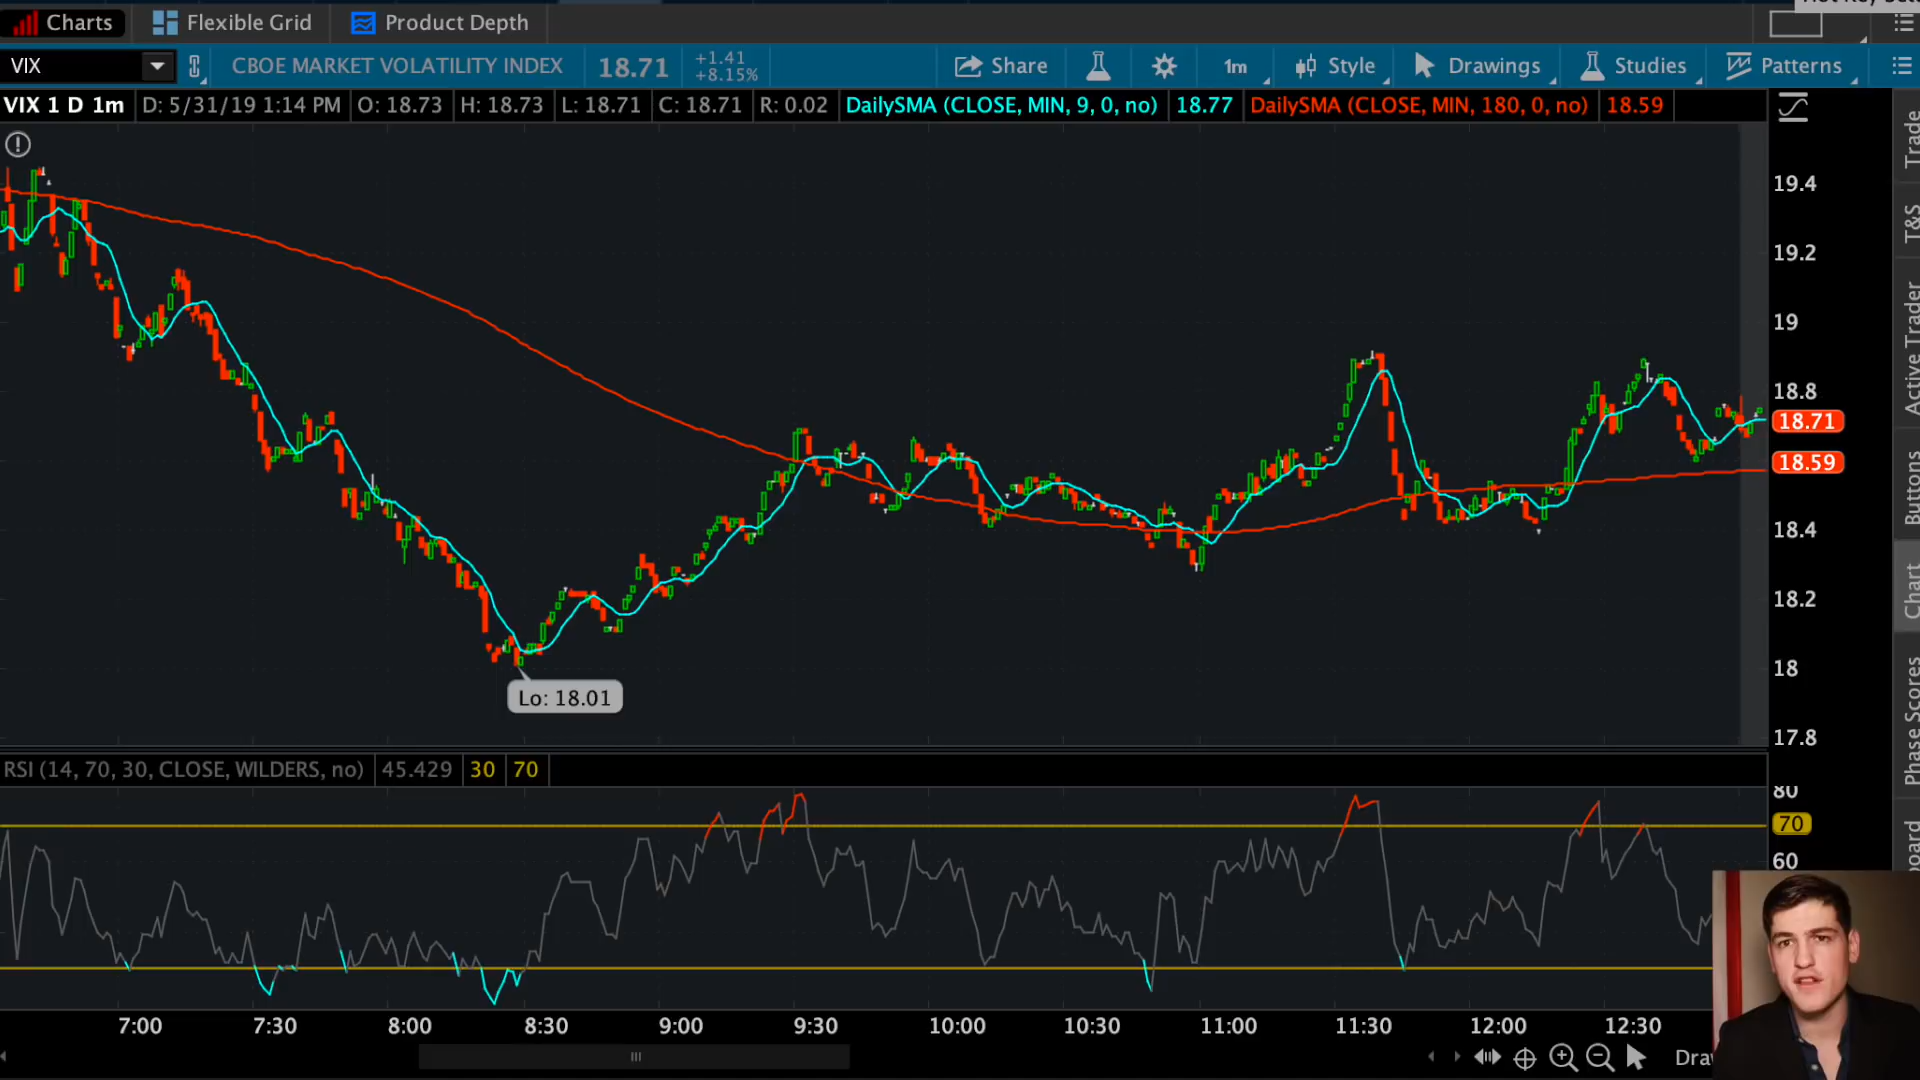 Charts
Flexible Grid
Product Depth
VIX
CBOE MARKET VOLATILITY INDEX
18.71
+1.41
+8.15%
Share
1m
Style
Drawings
Studies
Patterns
VIX 1 D 1m
D: 5/31/19 1:14 PM
O: 18.73
H: 18.73
L: 18.71
C: 18.71
R: 0.02
DailySMA (CLOSE, MIN, 9, 0, no)
18.77
DailySMA (CLOSE, MIN, 180, 0, no)
18.59
19.4
19.2
19
18.8
18.71
18.59
18.4
18.2
18
17.8
Lo: 18.01
Trade
T&S
Active Trader
Buttons
Chart
Phase Scores
RSI (14, 70, 30, CLOSE, WILDERS, no)
45.429
30
70
80
70
60
7:00
7:30
8:00
8:30
9:00
9:30
10:00
10:30
11:00
11:30
12:00
12:30